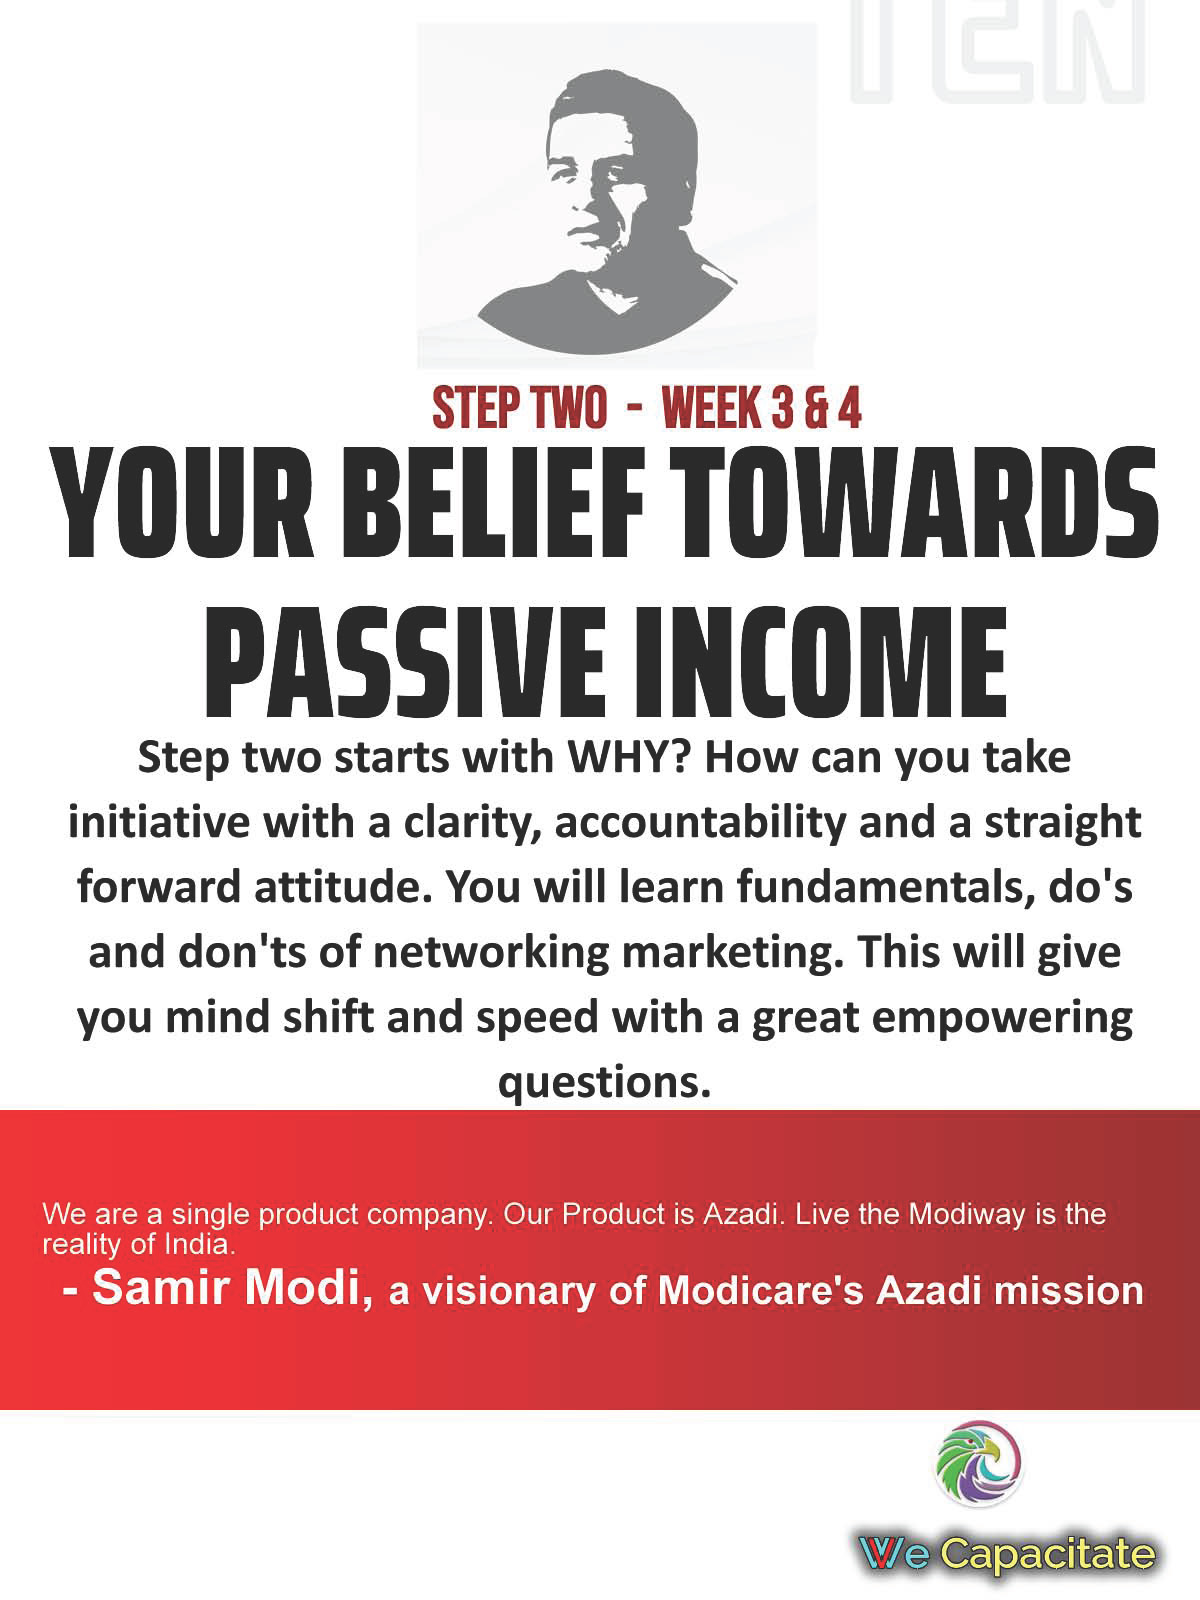 TEN
STEP TWO - WEEK 3 & 4
YOUR BELIEF TOWARDS
PASSIVE INCOME
Step two starts with WHY? How can you take
initiative with a clarity, accountability and a straight
forward attitude. You will learn fundamentals, do's
and don'ts of networking marketing. This will give
you mind shift and speed with a great empowering
questions.
We are a single product company. Our Product is Azadi. Live the Modiway is the
reality of India.
- Samir Modi, a visionary of Modicare's Azadi mission
We Capacitate